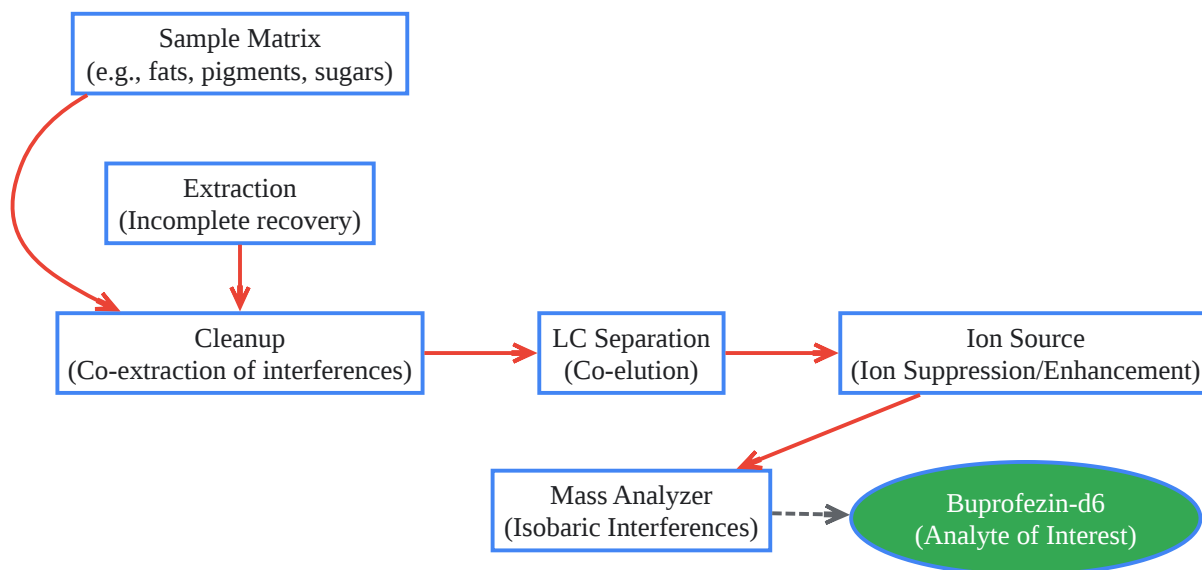 Sample Matrix
(e.g., fats, pigments, sugars)
Extraction
(Incomplete recovery)
Cleanup
(Co-extraction of interferences)
LC Separation
(Co-elution)
Ion Source
(Ion Suppression/Enhancement)
Mass Analyzer
(Isobaric Interferences)
Buprofezin-d6
(Analyte of Interest)